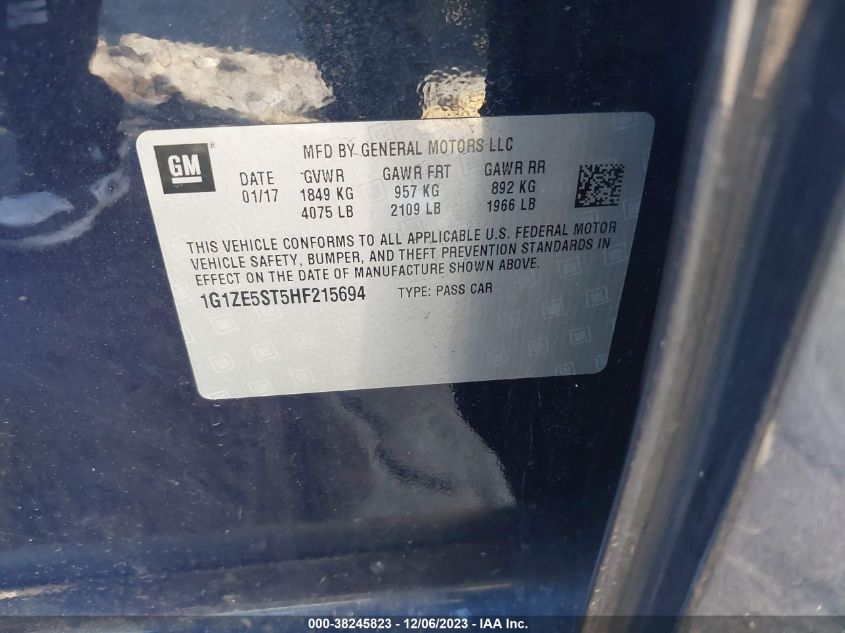 GM
MFD BY GENERAL MOTORS LLC
DATE GVWR GAWR FRT GAWR RR
01/17 1849 KG 957 KG 892 KG
4075 LB 2109 LB 1966 LB
THIS VEHICLE CONFORMS TO ALL APPLICABLE U.S. FEDERAL MOTOR
VEHICLE SAFETY, BUMPER, AND THEFT PREVENTION STANDARDS IN
EFFECT ON THE DATE OF MANUFACTURE SHOWN ABOVE.
1G1ZE5ST5HF215694 TYPE: PASS CAR
000-38245823 - 12/06/2023 - IAA Inc.